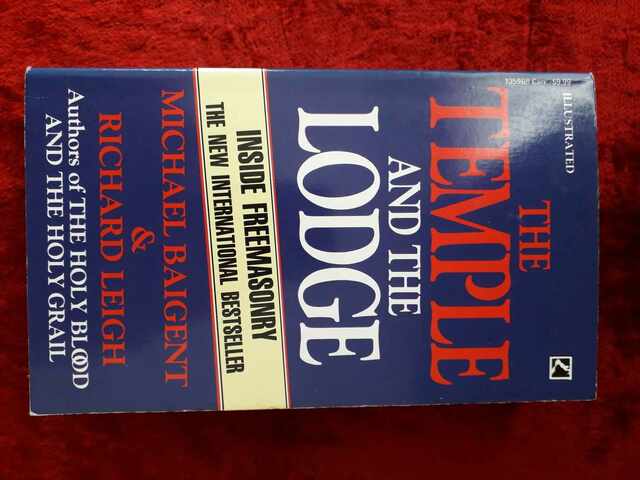 ILLUSTRATED
THE
TEMPLE
AND THE
LODGE
INSIDE FREEMASONRY
THE NEW INTERNATIONAL BESTSELLER
MICHAEL BAIGENT
&
RICHARD LEIGH
Authors of THE HOLY BLOOD
AND THE HOLY GRAIL